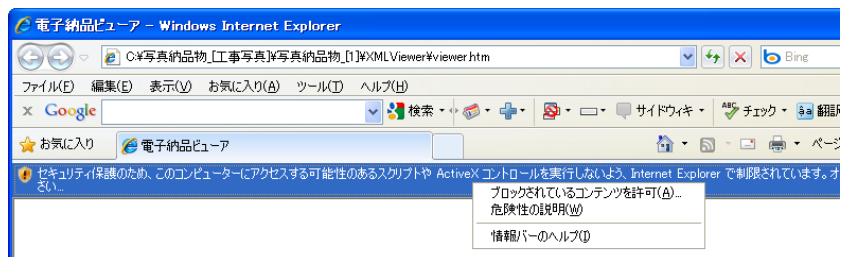 電子納品ビューア - Windows Internet Explorer
C:¥写真納品物_[工事写真]¥写真納品物_[1]¥XMLViewer¥viewer.htm
Bing
ファイル(F) 編集(E) 表示(V) お気に入り(A) ツール(T) ヘルプ(H)
x Google 検索 サイドウィキ ABC チェック あa 翻訳
お気に入り 電子納品ビューア ページ
セキュリティ保護のため、このコンピューターにアクセスする可能性のあるスクリプトや ActiveX コントロールを実行しないよう、Internet Explorer で制限されています。オ
さい...
ブロックされているコンテンツを許可(A)...
危険性の説明(W)
情報バーのヘルプ(I)